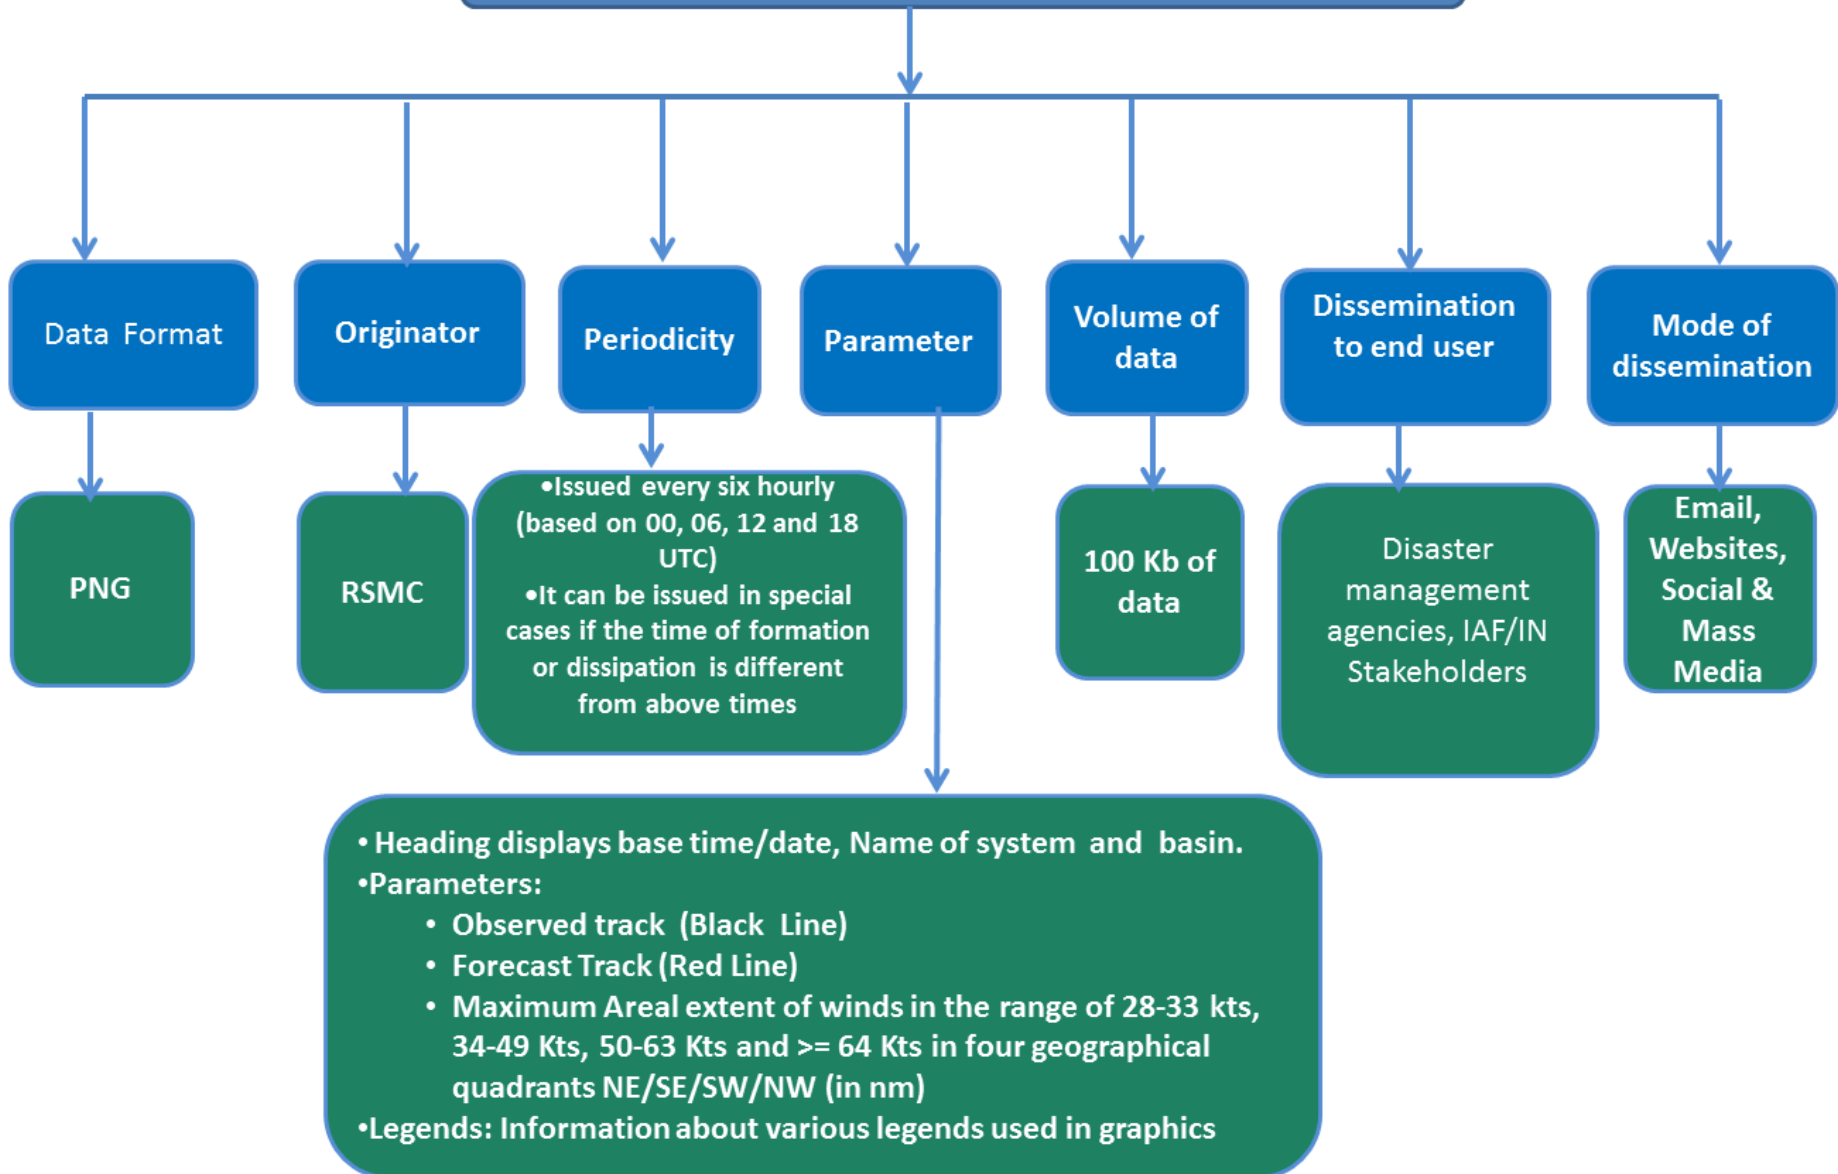 Data Format
Originator
Periodicity
Parameter
Volume of
data
Dissemination
to end user
Mode of
dissemination
PNG
RSMC
•Issued every six hourly
(based on 00, 06, 12 and 18
UTC)
•It can be issued in special
cases if the time of formation
or dissipation is different
from above times
100 Kb of
data
Disaster
management
agencies, IAF/IN
Stakeholders
Email,
Websites,
Social &
Mass
Media
• Heading displays base time/date, Name of system and basin.
•Parameters:
• Observed track (Black Line)
• Forecast Track (Red Line)
• Maximum Areal extent of winds in the range of 28-33 kts,
34-49 Kts, 50-63 Kts and >= 64 Kts in four geographical
quadrants NE/SE/SW/NW (in nm)
•Legends: Information about various legends used in graphics